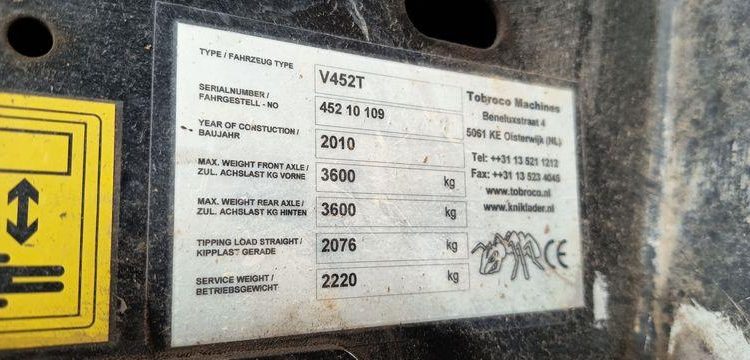 TYPE / FAHRZEUG TYPE V452T
SERIALNUMBER /
FAHRGESTELL - NO 452 10 109
YEAR OF CONSTUCTION /
BAUJAHR 2010
MAX. WEIGHT FRONT AXLE /
ZUL. ACHSLAST KG VORNE 3600 kg
MAX. WEIGHT REAR AXLE /
ZUL. ACHSLAST KG HINTEN 3600 kg
TIPPING LOAD STRAIGHT /
KIPPLAST GERADE 2076 kg
SERVICE WEIGHT /
BETRIEBSGEWICHT 2220 kg
Tobroco Machines
Beneluxstraat 4
5061 KE Oisterwijk (NL)
Tel: ++31 13 521 1212
Fax: ++31 13 523 4045
www.tobroco.nl
www.kniklader.nl
CE